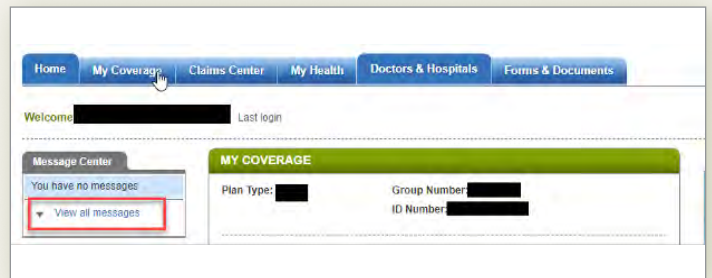 Home My Coverage Claims Center My Health Doctors & Hospitals Forms & Documents
Welcome Last login
Message Center
You have no messages
View all messages
MY COVERAGE
Plan Type: Group Number:
ID Number: